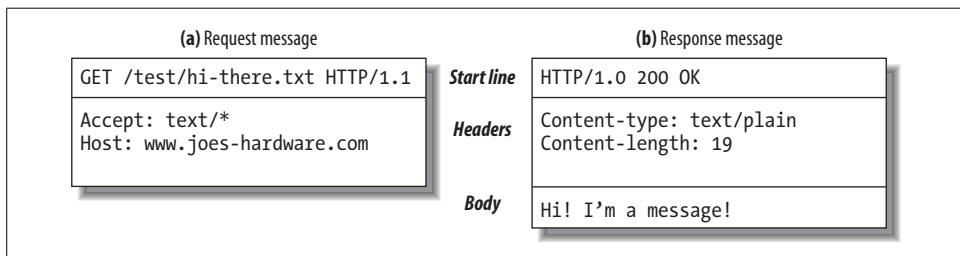 (a) Request message
GET /test/hi-there.txt HTTP/1.1
Accept: text/*
Host: www.joes-hardware.com
Start line
Headers
Body
(b) Response message
HTTP/1.0 200 OK
Content-type: text/plain
Content-length: 19
Hi! I'm a message!